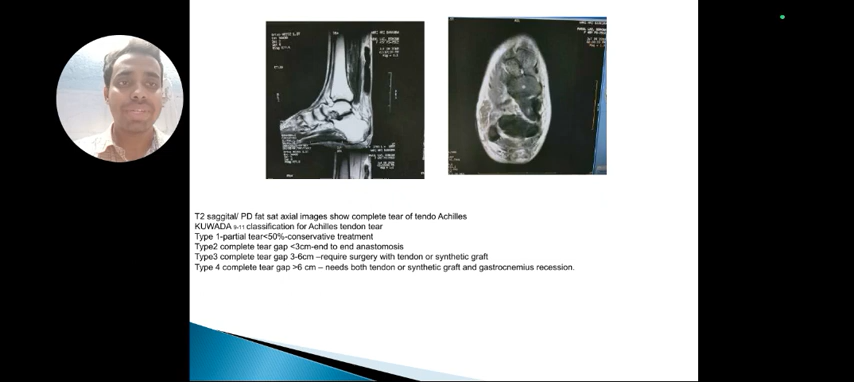 T2 saggital/ PD fat sat axial images show complete tear of tendo Achilles
KUWADA 9-11 classification for Achilles tendon tear
Type 1-partial tear<50%-conservative treatment
Type2 complete tear gap <3cm-end to end anastomosis
Type3 complete tear gap 3-6cm –require surgery with tendon or synthetic graft
Type 4 complete tear gap >6 cm – needs both tendon or synthetic graft and gastrocnemius recession.